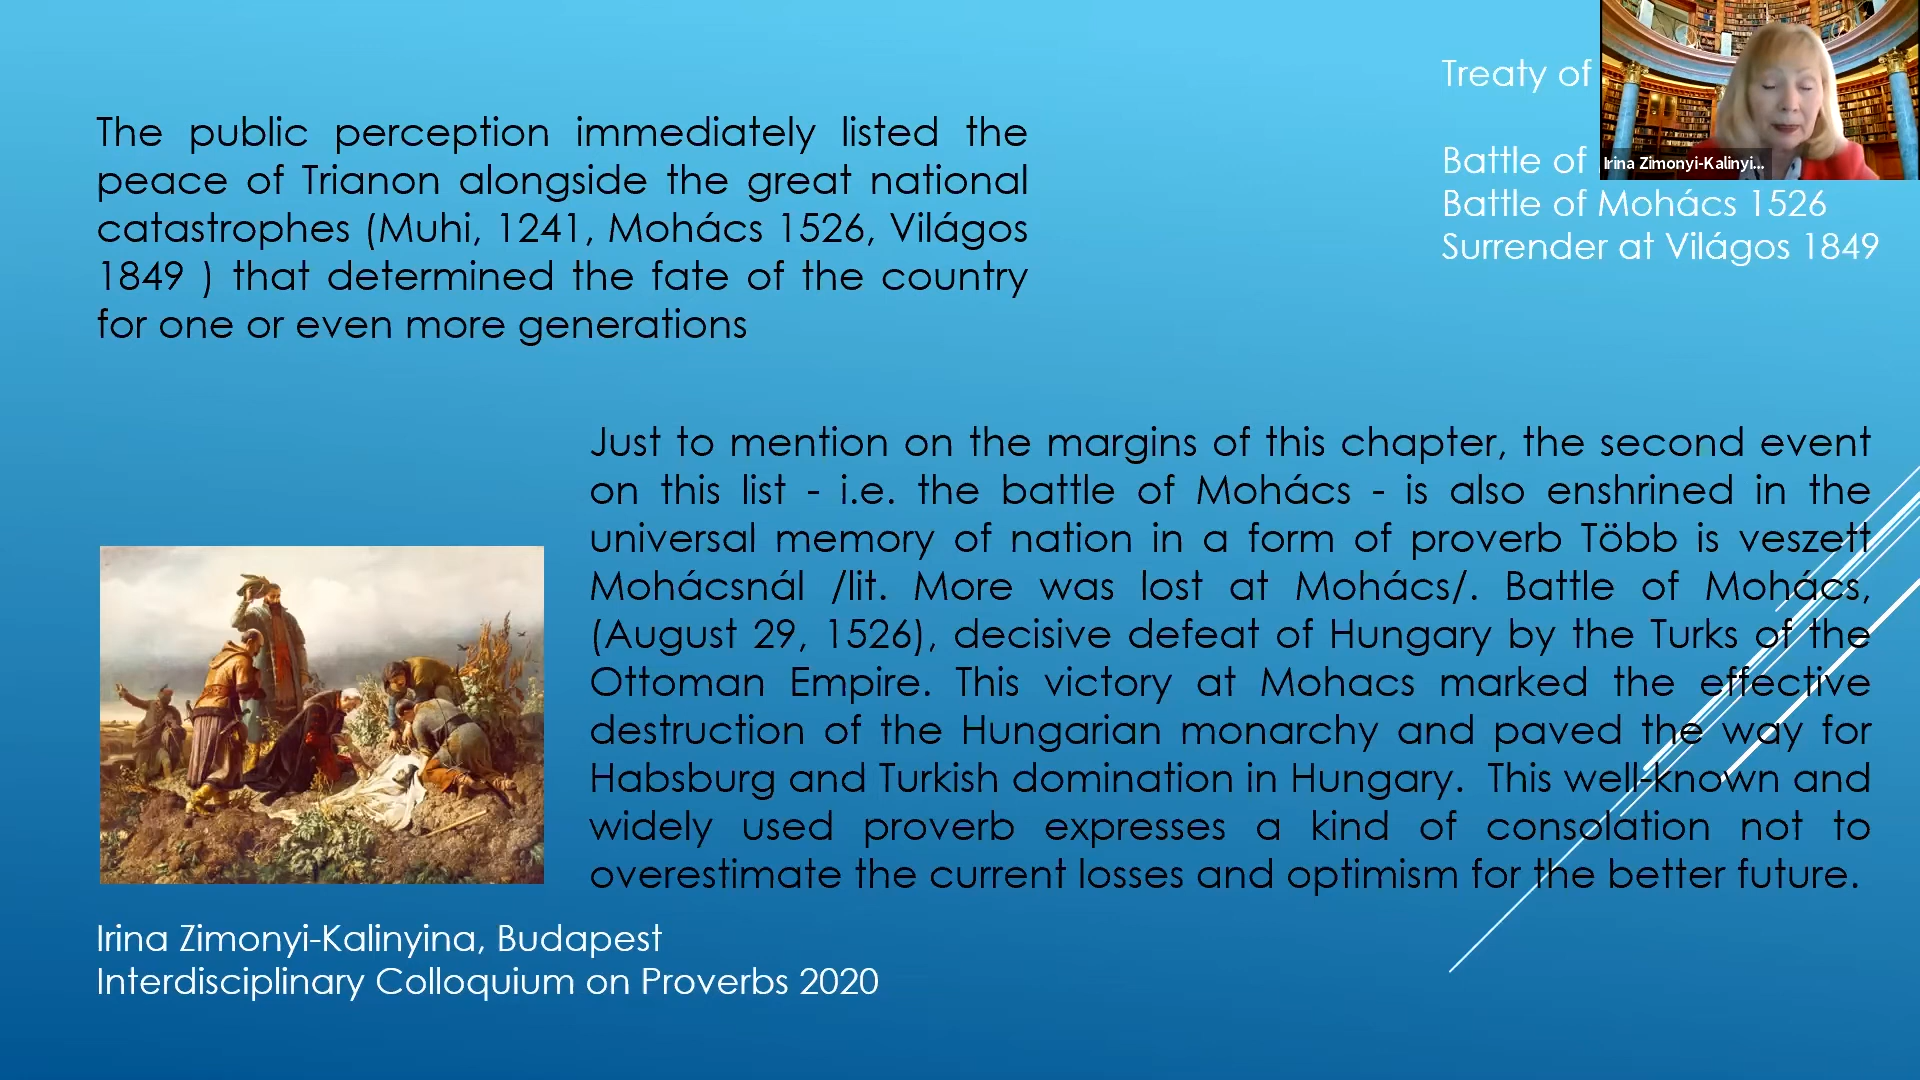 The public perception immediately listed the
peace of Trianon alongside the great national
catastrophes (Muhi, 1241, Mohács 1526, Világos
1849 ) that determined the fate of the country
for one or even more generations
Treaty of
Battle of
Battle of Mohács 1526
Surrender at Világos 1849
Irina Zimonyi-Kalinyi...
Just to mention on the margins of this chapter, the second event
on this list - i.e. the battle of Mohács - is also enshrined in the
universal memory of nation in a form of proverb Több is veszett
Mohácsnál /lit. More was lost at Mohács/. Battle of Mohács,
(August 29, 1526), decisive defeat of Hungary by the Turks of the
Ottoman Empire. This victory at Mohacs marked the effective
destruction of the Hungarian monarchy and paved the way for
Habsburg and Turkish domination in Hungary. This well-known and
widely used proverb expresses a kind of consolation not to
overestimate the current losses and optimism for the better future.
Irina Zimonyi-Kalinyina, Budapest
Interdisciplinary Colloquium on Proverbs 2020